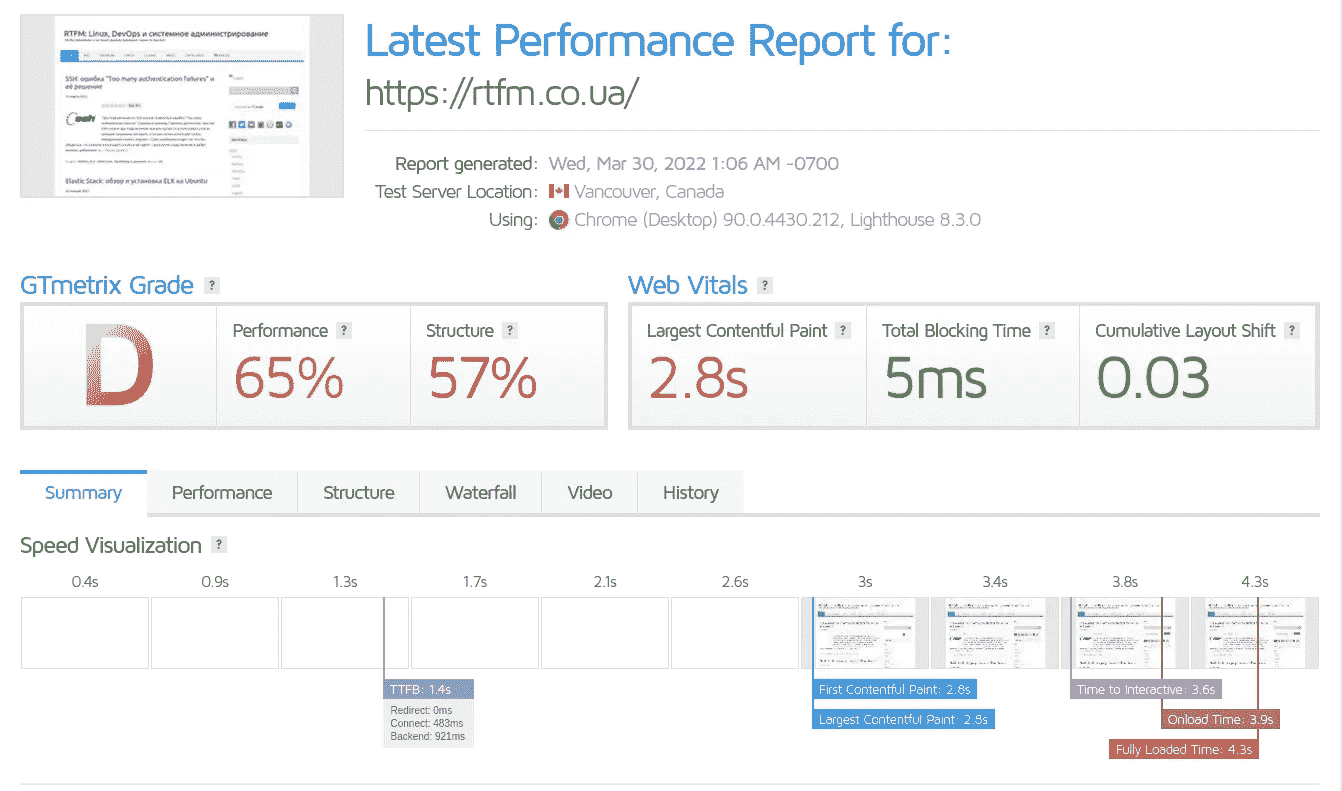 RTFM: Linux, DevOps и системное администрирование
SSH: ошибка "Too many authentication failures" и
её решение
Elastic Stack: обзор и установка ELK на Ubuntu
Latest Performance Report for:
https://rtfm.co.ua/
Report generated: Wed, Mar 30, 2022 1:06 AM -0700
Test Server Location: Vancouver, Canada
Using: Chrome (Desktop) 90.0.4430.212, Lighthouse 8.3.0
GTmetrix Grade ?
Web Vitals ?
D
Performance ?
65%
Structure ?
57%
Largest Contentful Paint ?
2.8s
Total Blocking Time ?
5ms
Cumulative Layout Shift ?
0.03
Summary Performance Structure Waterfall Video History
Speed Visualization ?
0.4s 0.9s 1.3s 1.7s 2.1s 2.6s 3s 3.4s 3.8s 4.3s
TTFB: 1.4s
Redirect: 0ms
Connect: 483ms
Backend: 921ms
First Contentful Paint: 2.8s
Largest Contentful Paint: 2.8s
Time to Interactive: 3.6s
Onload Time: 3.9s
Fully Loaded Time: 4.3s